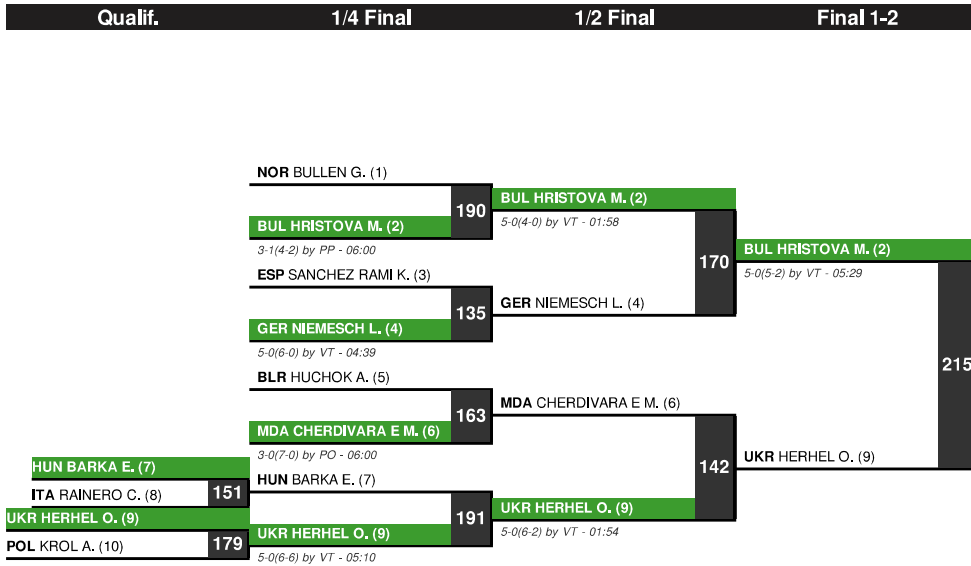 Qualif. 1/4 Final 1/2 Final Final 1-2
NOR BULLEN G. (1)
190
BUL HRISTOVA M. (2)
3-1(4-2) by PP - 06:00
ESP SANCHEZ RAMI K. (3)
135
GER NIEMESCH L. (4)
5-0(6-0) by VT - 04:39
BLR HUCHOK A. (5)
163
MDA CHERDIVARA E M. (6)
3-0(7-0) by PO - 06:00
HUN BARKA E. (7)
ITA RAINERO C. (8)
151
HUN BARKA E. (7)
191
UKR HERHEL O. (9)
POL KROL A. (10)
179
UKR HERHEL O. (9)
5-0(6-6) by VT - 05:10
BUL HRISTOVA M. (2)
5-0(4-0) by VT - 01:58
170
GER NIEMESCH L. (4)
MDA CHERDIVARA E M. (6)
142
UKR HERHEL O. (9)
5-0(6-2) by VT - 01:54
BUL HRISTOVA M. (2)
5-0(5-2) by VT - 05:29
215
UKR HERHEL O. (9)